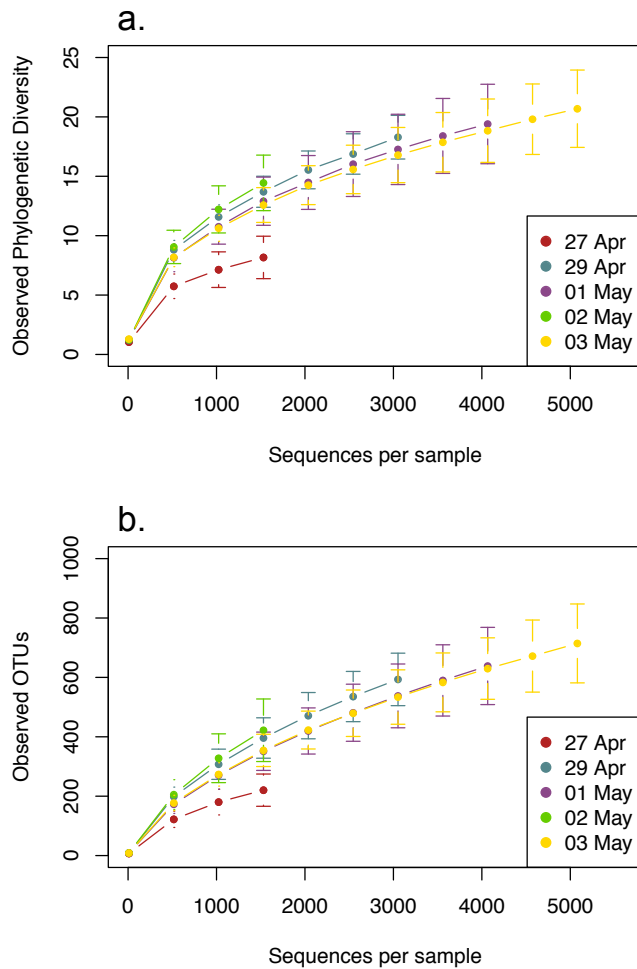 a.
Observed Phylogenetic Diversity
25
20
15
10
5
0
27 Apr
29 Apr
01 May
02 May
03 May
0 1000 2000 3000 4000 5000
Sequences per sample
b.
Observed OTUs
1000
800
600
400
200
0
27 Apr
29 Apr
01 May
02 May
03 May
0 1000 2000 3000 4000 5000
Sequences per sample